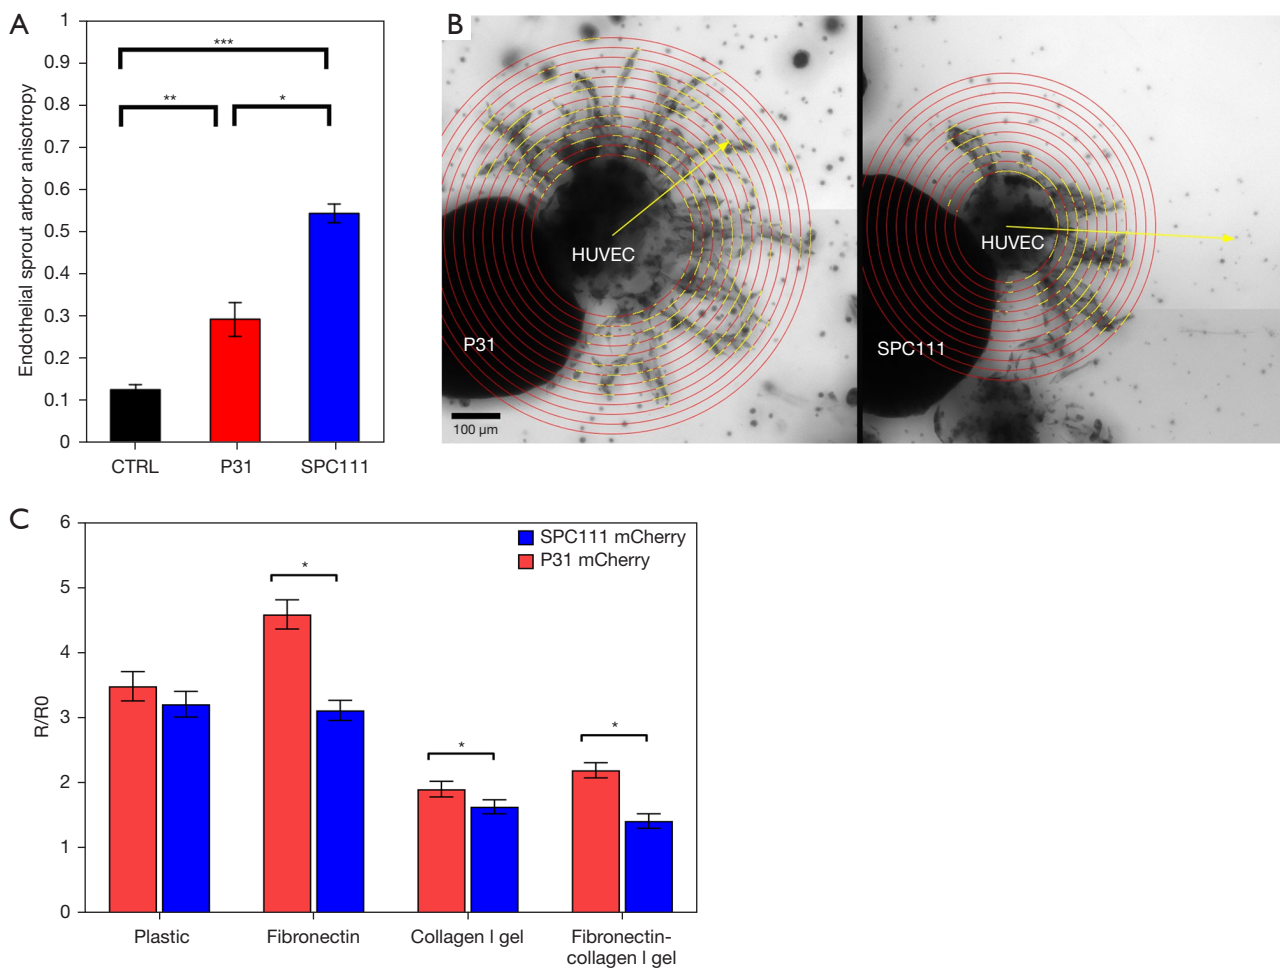 A
Endothelial sprout arbor anisotropy
1
0.9
0.8
0.7
0.6
0.5
0.4
0.3
0.2
0.1
0
***
**
*
CTRL
P31
SPC111
B
HUVEC
P31
100 µm
HUVEC
SPC111
C
R/R0
6
5
4
3
2
1
0
SPC111 mCherry
P31 mCherry
*
*
*
Plastic
Fibronectin
Collagen I gel
Fibronectin-
collagen I gel